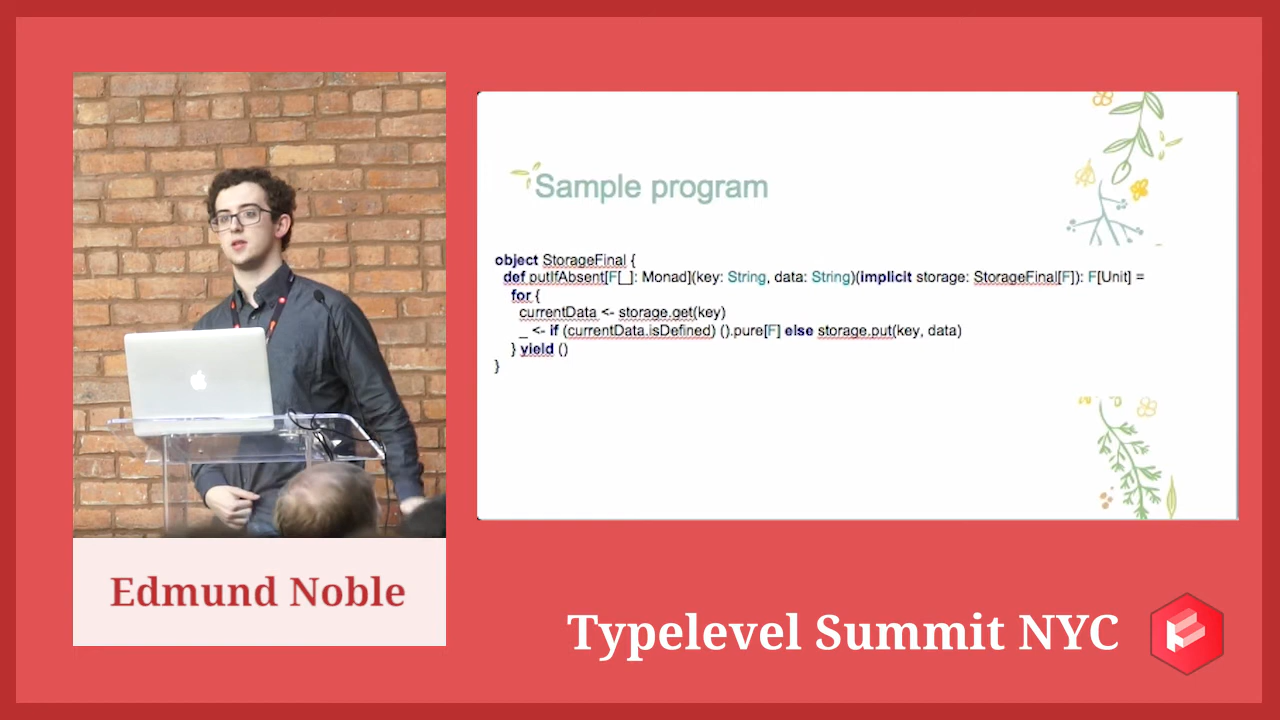 Sample program
object StorageFinal {
def putIfAbsent[F[_]: Monad](key: String, data: String)(implicit storage: StorageFinal[F]): F[Unit] =
for {
currentData <- storage.get(key)
_ <- if (currentData.isDefined) ().pure[F] else storage.put(key, data)
} yield ()
}
Edmund Noble
Typelevel Summit NYC